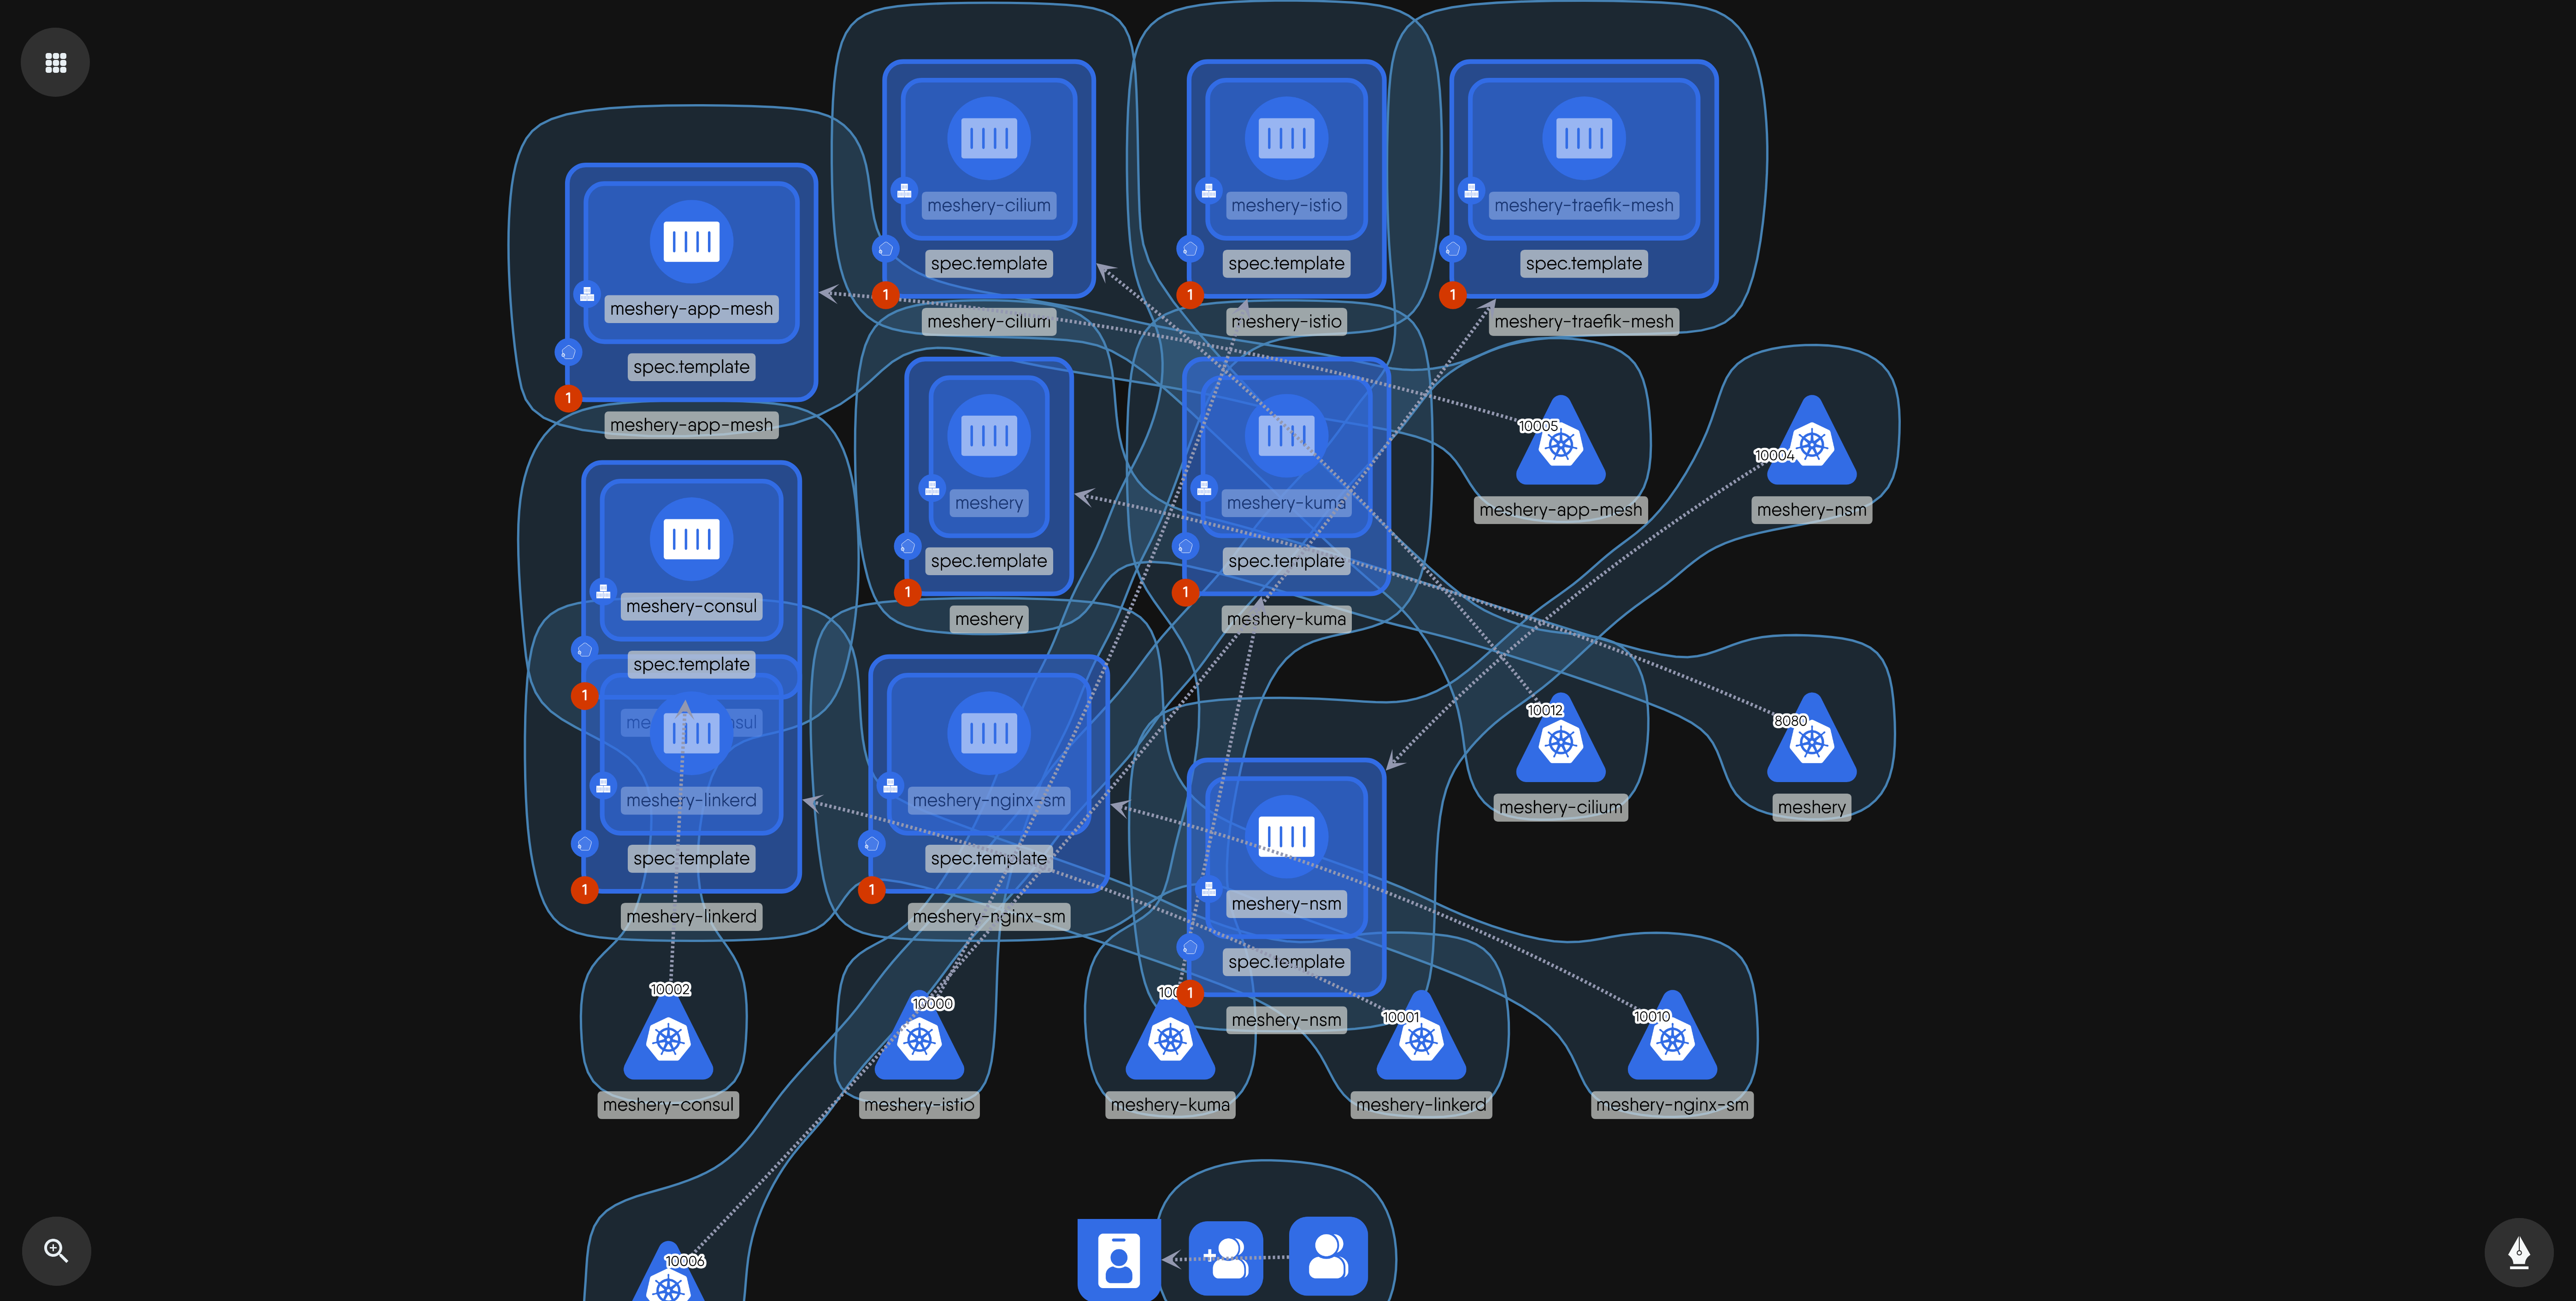 meshery-cilium
spec.template
1
meshery-cilium
meshery-istio
spec.template
1
meshery-istio
meshery-traefik-mesh
spec.template
1
meshery-traefik-mesh
meshery-app-mesh
spec.template
1
meshery-app-mesh
meshery
spec.template
1
meshery
meshery-kuma
spec.template
1
meshery-kuma
10005
meshery-app-mesh
10004
meshery-nsm
meshery-consul
spec.template
1
meshery-linkerd
spec.template
1
meshery-linkerd
meshery-nginx-sm
spec.template
1
meshery-nginx-sm
meshery-nsm
spec.template
1
meshery-nsm
10012
meshery-cilium
8080
meshery
10002
meshery-consul
10000
meshery-istio
meshery-kuma
10001
meshery-linkerd
10010
meshery-nginx-sm
10006